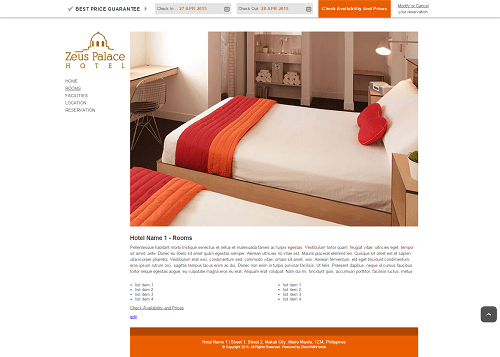 BEST PRICE GUARANTEE
Check In 27 APR 2015
Check Out 28 APR 2015
Check Availability And Prices
Modify or Cancel
your reservation
Zeus Palace
HOTEL
HOME
ROOMS
FACILITIES
LOCATION
RESERVATION
Hotel Name 1 - Rooms
Pellentesque habitant morbi tristique senectus et netus et malesuada fames ac turpis egestas. Vestibulum tortor quam, feugiat vitae, ultricies eget, tempor
sit amet, ante. Donec eu libero sit amet quam egestas semper. Aenean ultricies mi vitae est. Mauris placerat eleifend leo. Quisque sit amet est et sapien
ullamcorper pharetra. Vestibulum erat wisi, condimentum sed, commodo vitae, ornare sit amet, wisi. Aenean fermentum, elit eget tincidunt condimentum,
eros ipsum rutrum orci, sagittis tempus lacus enim ac dui. Donec non enim in turpis pulvinar facilisis. Ut felis. Praesent dapibus, neque id cursus faucibus,
tortor neque egestas augue, eu vulputate magna eros eu erat. Aliquam erat volutpat. Nam dui mi, tincidunt quis, accumsan porttitor, facilisis luctus, metus
list item 1
list item 2
list item 3
list item 4
list item 1
list item 2
list item 3
list item 4
Check Availability and Prices
edit
Hotel Name 1 | Street 1, Street 2, Makati City, Metro Manila, 1234, Philippines
© Copyright 2015. All Rights Reserved. Powered by DirectWithHotels